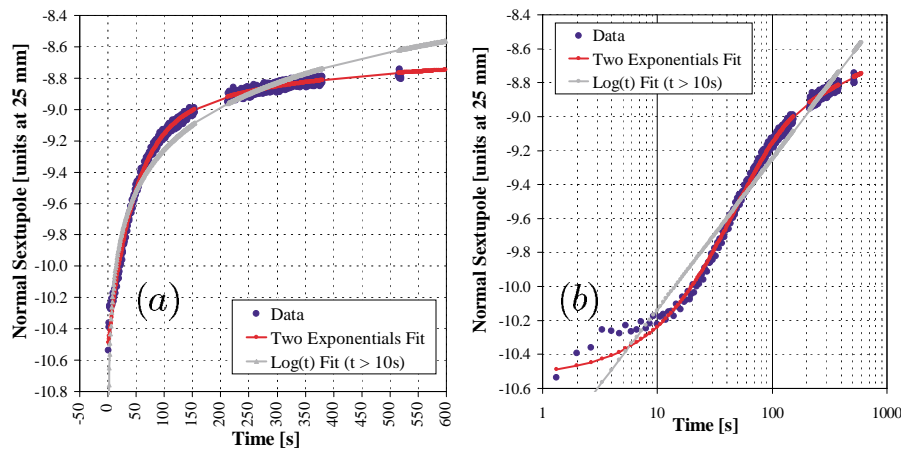 -8.4
-8.6
-8.8
-9.0
-9.2
-9.4
-9.6
-9.8
-10.0
-10.2
-10.4
-10.6
-10.8
Normal Sextupole [units at 25 mm]
(a)
Data
Two Exponentials Fit
Log(t) Fit (t > 10s)
-50 0 50 100 150 200 250 300 350 400 450 500 550 600
Time [s]
-8.4
-8.6
-8.8
-9.0
-9.2
-9.4
-9.6
-9.8
-10.0
-10.2
-10.4
-10.6
Normal Sextupole [units at 25 mm]
Data
Two Exponentials Fit
Log(t) Fit (t > 10s)
(b)
1 10 100 1000
Time [s]